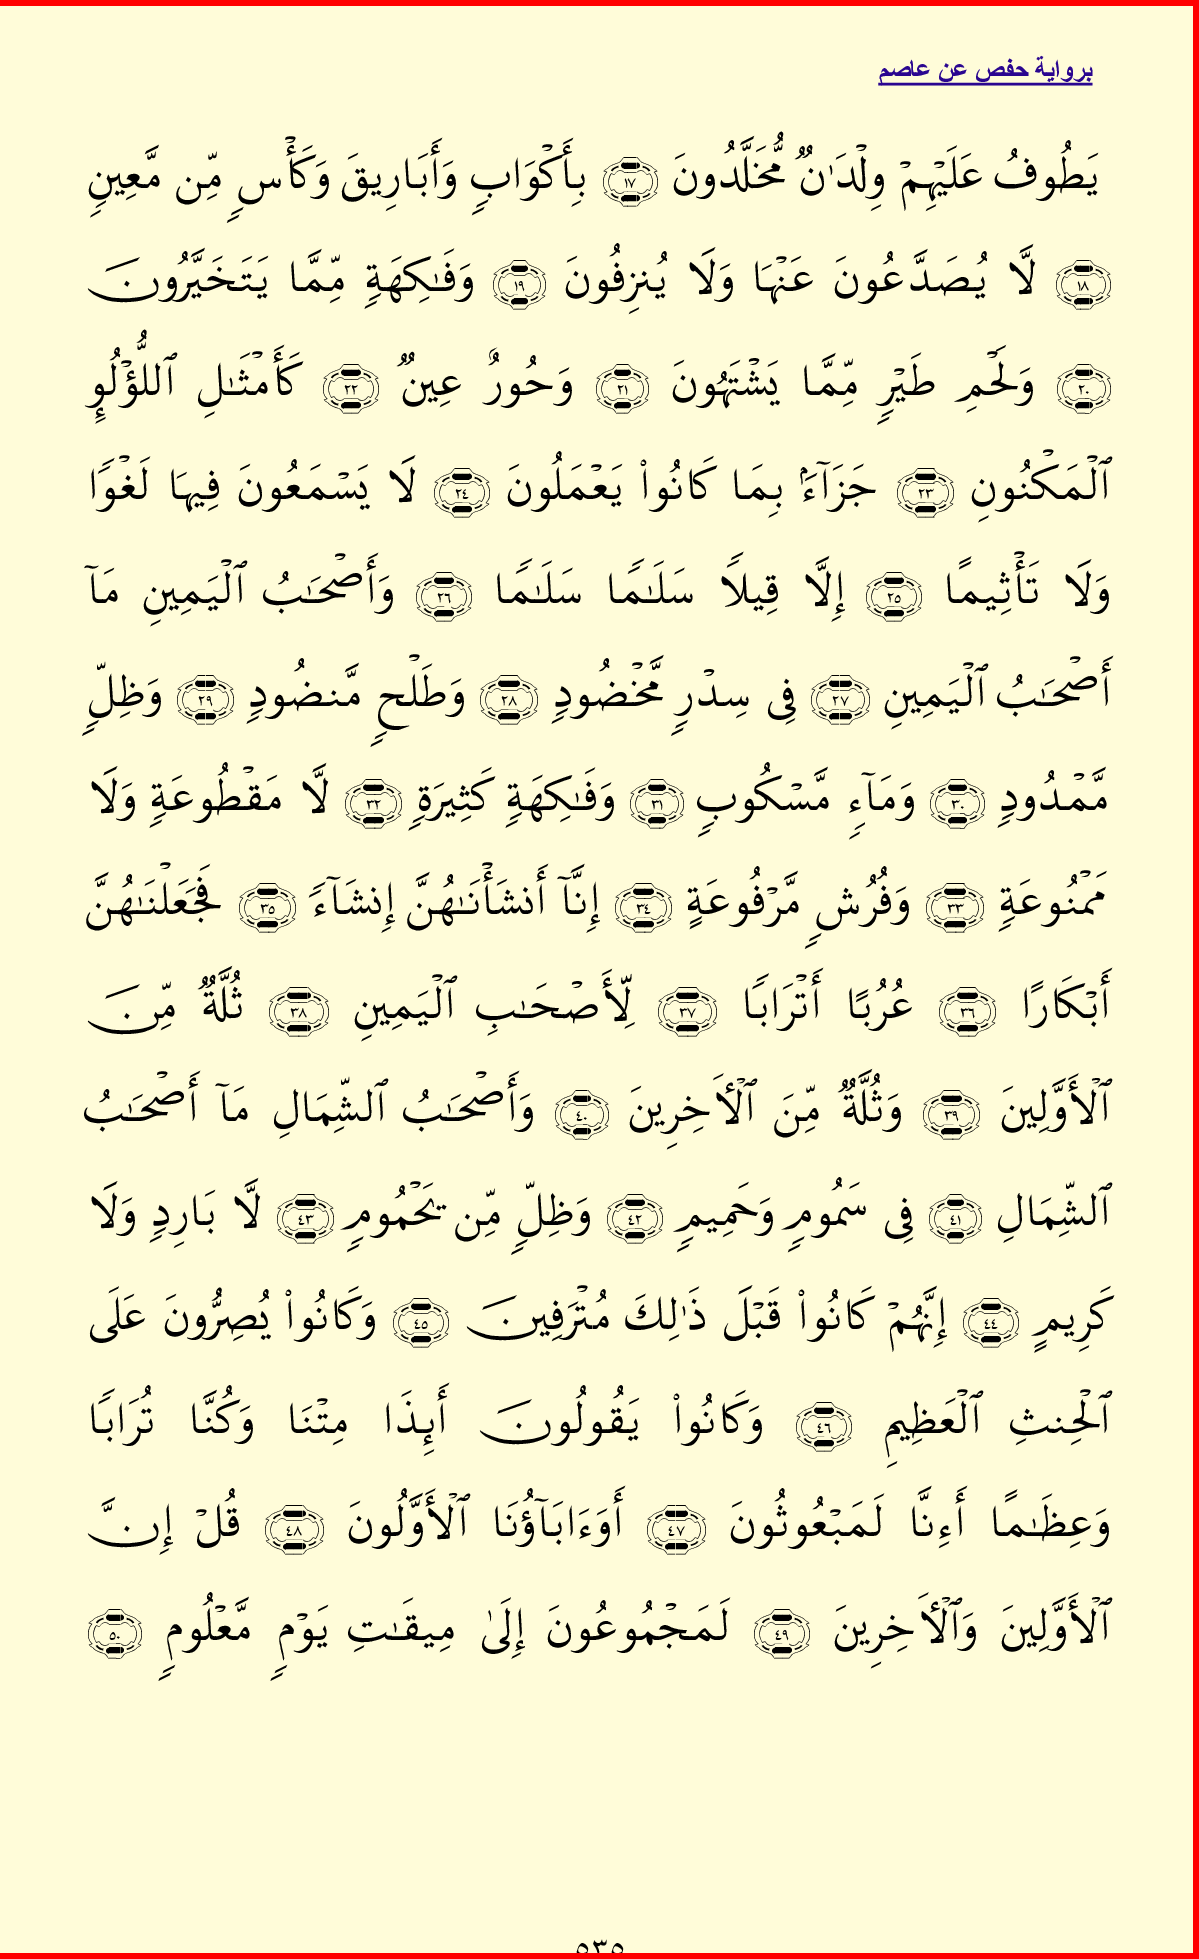 برواية حفص عن عاصم
يَطُوفُ عَلَيْهِمْ وِلْدَٰنٌ مُّخَلَّدُونَ ١٧ بِأَكْوَابٍ وَأَبَارِيقَ وَكَأْسٍ مِّن مَّعِينٍ
١٨ لَّا يُصَدَّعُونَ عَنْهَا وَلَا يُنزِفُونَ ١٩ وَفَـٰكِهَةٍ مِّمَّا يَتَخَيَّرُونَ
٢٠ وَلَحْمِ طَيْرٍ مِّمَّا يَشْتَهُونَ ٢١ وَحُورٌ عِينٌ ٢٢ كَأَمْثَـٰلِ ٱللُّؤْلُوِٕ
ٱلْمَكْنُونِ ٢٣ جَزَآءًۢ بِمَا كَانُوا۟ يَعْمَلُونَ ٢٤ لَا يَسْمَعُونَ فِيهَا لَغْوًا
وَلَا تَأْثِيمًا ٢٥ إِلَّا قِيلًا سَلَـٰمًا سَلَـٰمًا ٢٦ وَأَصْحَـٰبُ ٱلْيَمِينِ مَآ
أَصْحَـٰبُ ٱلْيَمِينِ ٢٧ فِى سِدْرٍ مَّخْضُودٍ ٢٨ وَطَلْحٍ مَّنضُودٍ ٢٩ وَظِلٍّ
مَّمْدُودٍ ٣٠ وَمَآءٍ مَّسْكُوبٍ ٣١ وَفَـٰكِهَةٍ كَثِيرَةٍ ٣٢ لَّا مَقْطُوعَةٍ وَلَا
مَمْنُوعَةٍ ٣٣ وَفُرُشٍ مَّرْفُوعَةٍ ٣٤ إِنَّآ أَنشَأْنَـٰهُنَّ إِنشَآءً ٣٥ فَجَعَلْنَـٰهُنَّ
أَبْكَارًا ٣٦ عُرُبًا أَتْرَابًا ٣٧ لِّأَصْحَـٰبِ ٱلْيَمِينِ ٣٨ ثُلَّةٌ مِّنَ
ٱلْأَوَّلِينَ ٣٩ وَثُلَّةٌ مِّنَ ٱلْـَٔاخِرِينَ ٤٠ وَأَصْحَـٰبُ ٱلشِّمَالِ مَآ أَصْحَـٰبُ
ٱلشِّمَالِ ٤١ فِى سَمُومٍ وَحَمِيمٍ ٤٢ وَظِلٍّ مِّن يَحْمُومٍ ٤٣ لَّا بَارِدٍ وَلَا
كَرِيمٍ ٤٤ إِنَّهُمْ كَانُوا۟ قَبْلَ ذَٰلِكَ مُتْرَفِينَ ٤٥ وَكَانُوا۟ يُصِرُّونَ عَلَى
ٱلْحِنثِ ٱلْعَظِيمِ ٤٦ وَكَانُوا۟ يَقُولُونَ أَئِذَا مِتْنَا وَكُنَّا تُرَابًا
وَعِظَـٰمًا أَءِنَّا لَمَبْعُوثُونَ ٤٧ أَوَءَابَآؤُنَا ٱلْأَوَّلُونَ ٤٨ قُلْ إِنَّ
ٱلْأَوَّلِينَ وَٱلْـَٔاخِرِينَ ٤٩ لَمَجْمُوعُونَ إِلَىٰ مِيقَـٰتِ يَوْمٍ مَّعْلُومٍ ٥٠
٥٣٥